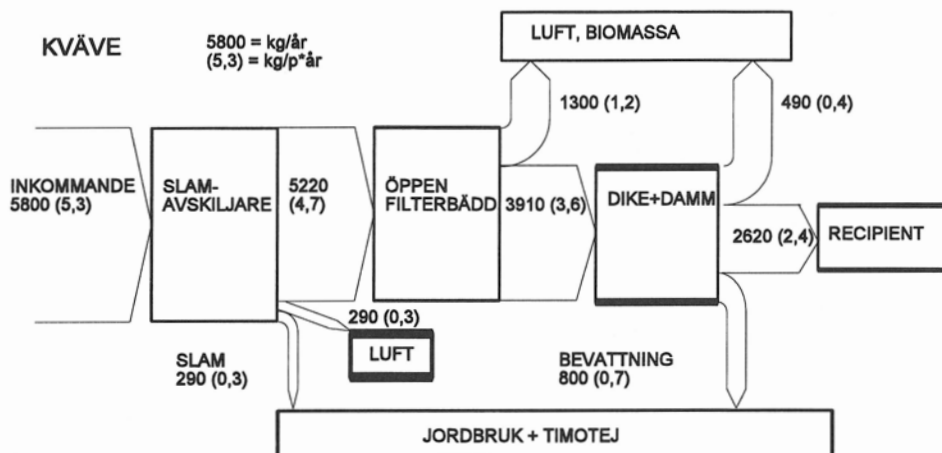 KVÄVE
5800 = kg/år
(5,3) = kg/p*år
LUFT, BIOMASSA
1300 (1,2)
490 (0,4)
INKOMMANDE
5800 (5,3)
SLAM-
AVSKILJARE
5220
(4,7)
ÖPPEN
FILTERBÄDD
3910 (3,6)
DIKE+DAMM
2620 (2,4)
RECIPIENT
290 (0,3)
LUFT
SLAM
290 (0,3)
BEVATTNING
800 (0,7)
JORDBRUK + TIMOTEJ